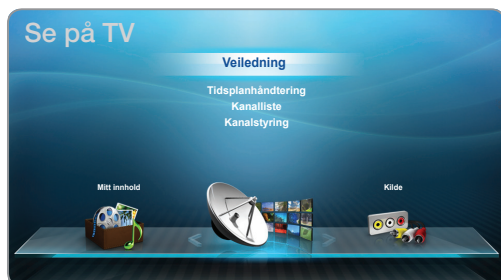 Se på TV
Veiledning
Tidsplanhåndtering
Kanalliste
Kanalstyring
Mitt innhold
Kilde